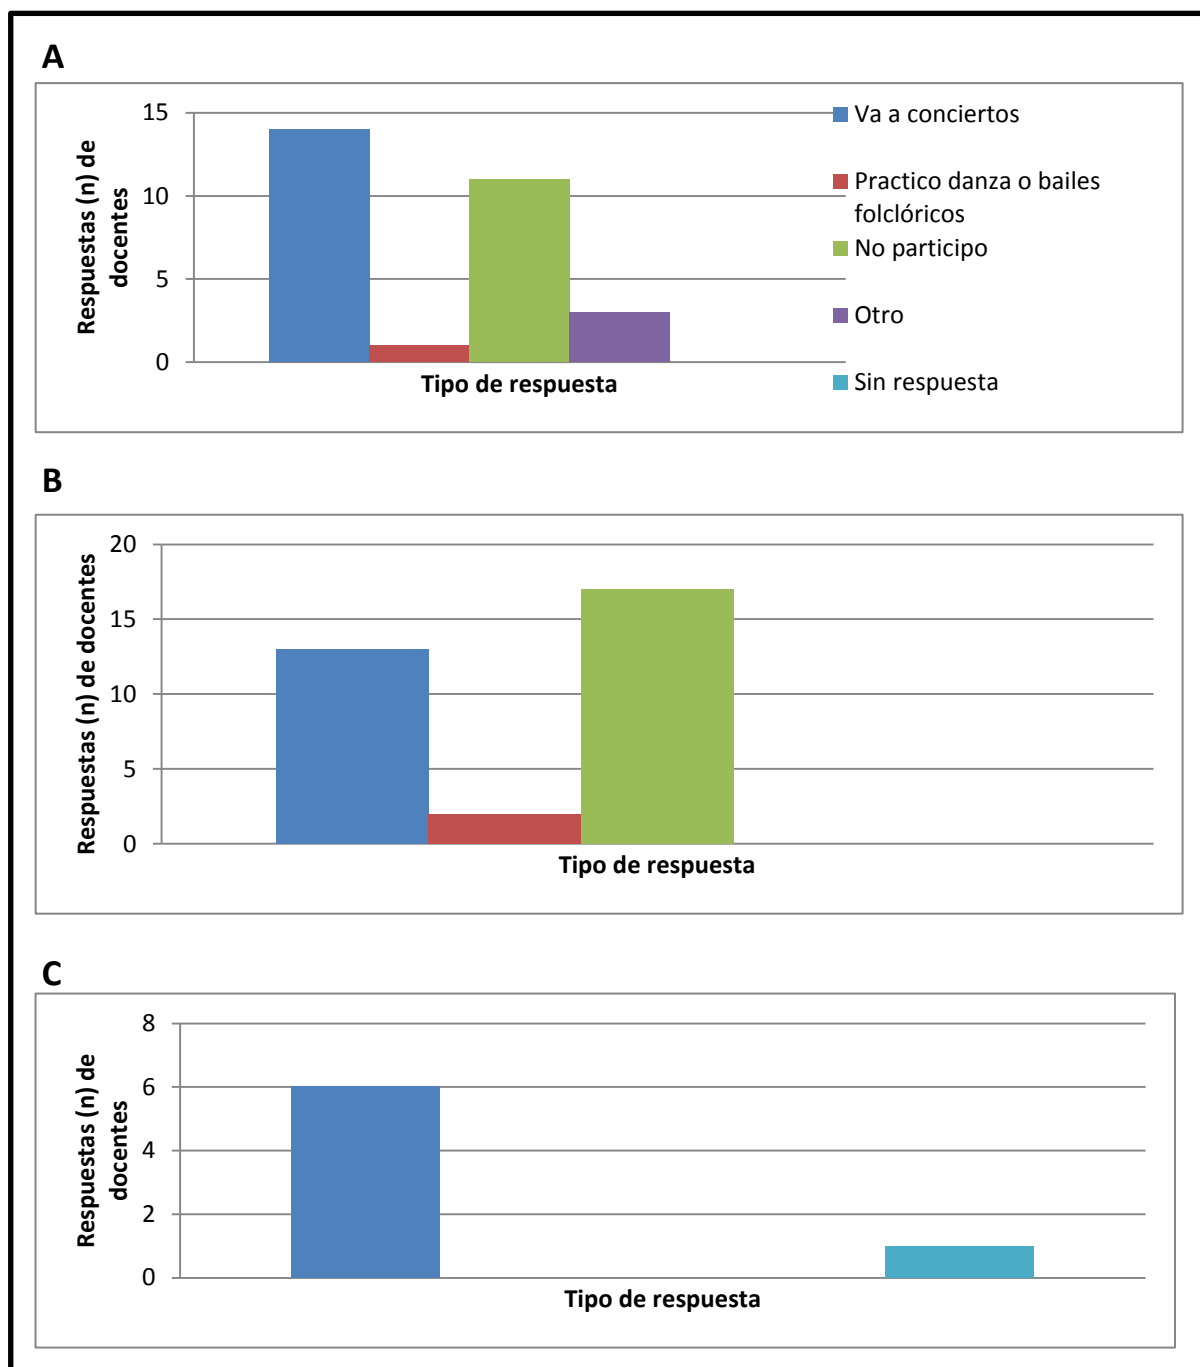 A
Respuestas (n) de
docentes
15
10
5
0
Tipo de respuesta
Va a conciertos
Practico danza o bailes
folclóricos
No participo
Otro
Sin respuesta
B
Respuestas (n) de docentes
20
15
10
5
0
Tipo de respuesta
C
Respuestas (n) de
docentes
8
6
4
2
0
Tipo de respuesta